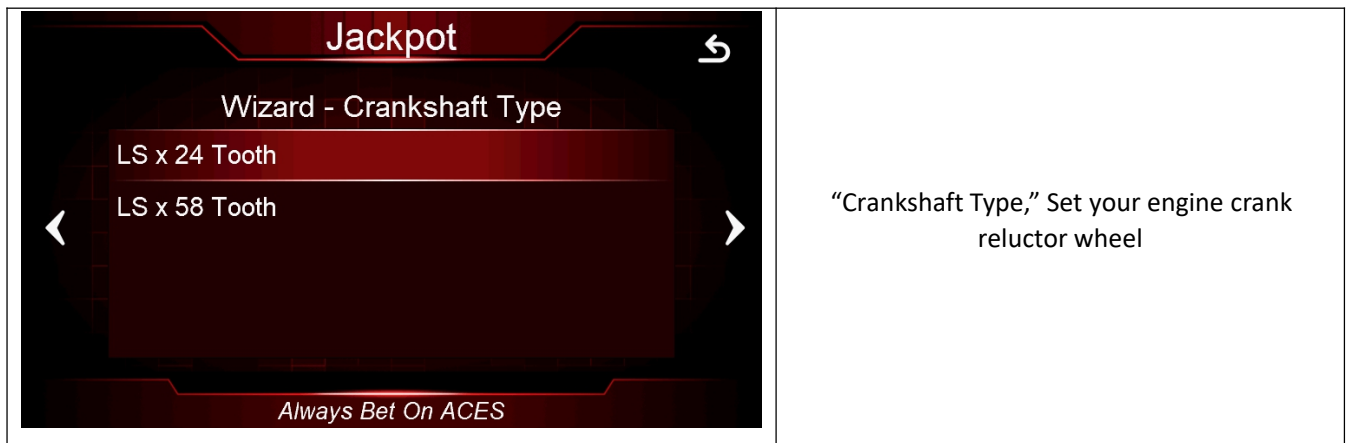 Jackpot
Wizard - Crankshaft Type
LS x 24 Tooth
LS x 58 Tooth
Always Bet On ACES
“Crankshaft Type,” Set your engine crank
reluctor wheel